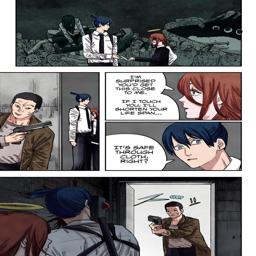 I'M
SURPRISED
YOU'D GET
THIS CLOSE
TO ME.
IF I TOUCH
YOU, I'LL
SHORTEN YOUR
LIFE SPAN...
IT'S SAFE
THROUGH
CLOTH,
RIGHT?